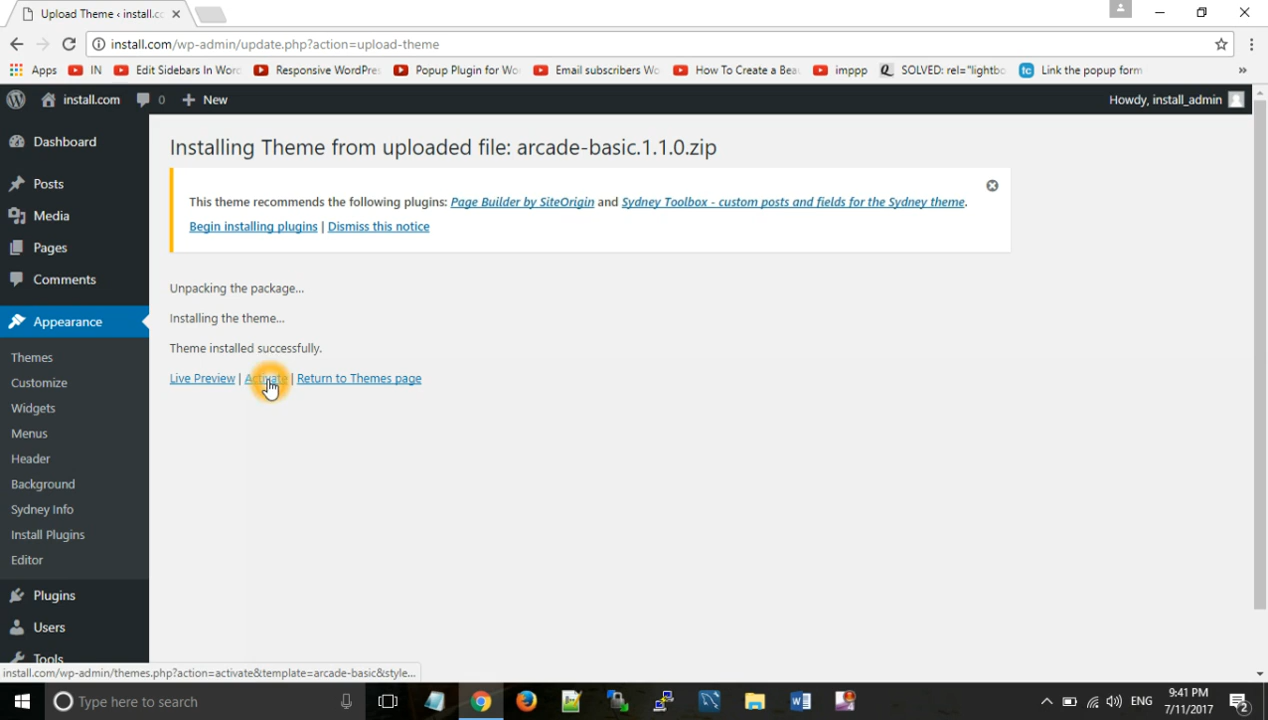 Upload Theme ‹ install.co
install.com/wp-admin/update.php?action=upload-theme
Apps
IN
Edit Sidebars In Word
Responsive WordPre
Popup Plugin for Wo
Email subscribers Wo
How To Create a Bea
imppp
SOLVED: rel="lightbo
Link the popup form
»
install.com
0
New
Howdy, install_admin
Dashboard
Posts
Media
Pages
Comments
Appearance
Themes
Customize
Widgets
Menus
Header
Background
Sydney Info
Install Plugins
Editor
Plugins
Users
Tools
Installing Theme from uploaded file: arcade-basic.1.1.0.zip
This theme recommends the following plugins: Page Builder by SiteOrigin and Sydney Toolbox - custom posts and fields for the Sydney theme.
Begin installing plugins | Dismiss this notice
Unpacking the package...
Installing the theme...
Theme installed successfully.
Live Preview | Activate | Return to Themes page
install.com/wp-admin/themes.php?action=activate&template=arcade-basic&style...
Type here to search
ENG
9:41 PM
7/11/2017
2